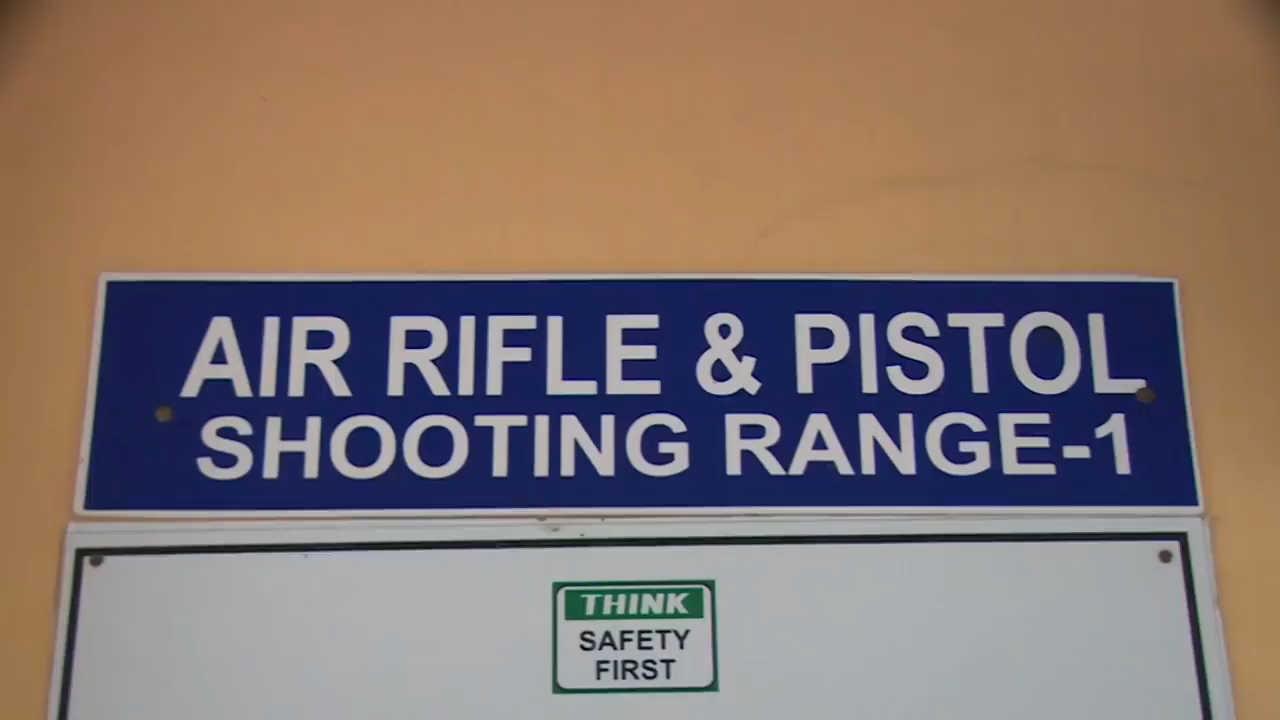 AIR RIFLE & PISTOL
SHOOTING RANGE-1
THINK
SAFETY
FIRST